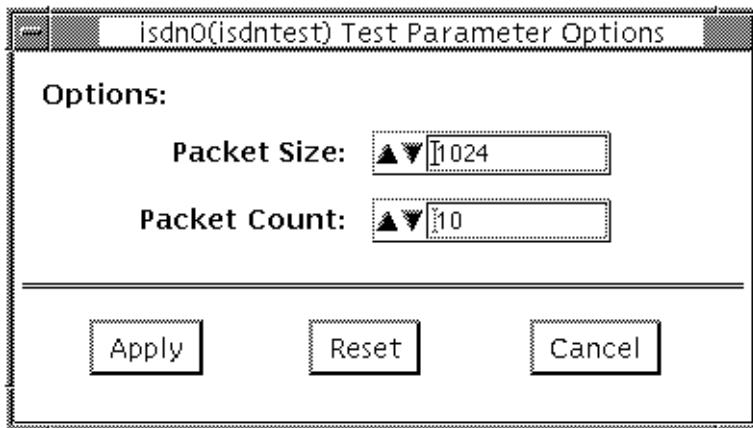 isdn0(isdntest) Test Parameter Options
Options:
Packet Size: 1024
Packet Count: 10
Apply Reset Cancel